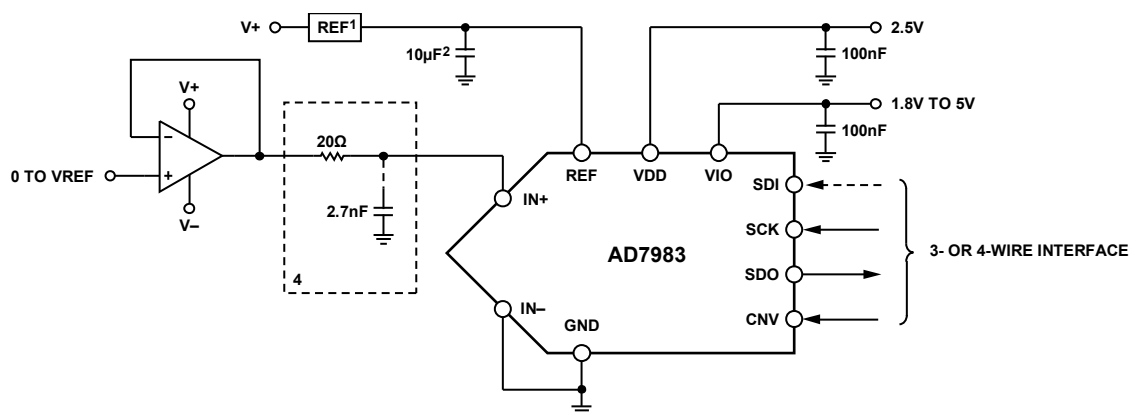 V+
REF1
10µF2
2.5V
100nF
1.8V TO 5V
100nF
V+
–
+
0 TO VREF
V–
20Ω
2.7nF
4
REF
VDD
VIO
IN+
IN–
GND
AD7983
SDI
SCK
SDO
CNV
3- OR 4-WIRE INTERFACE